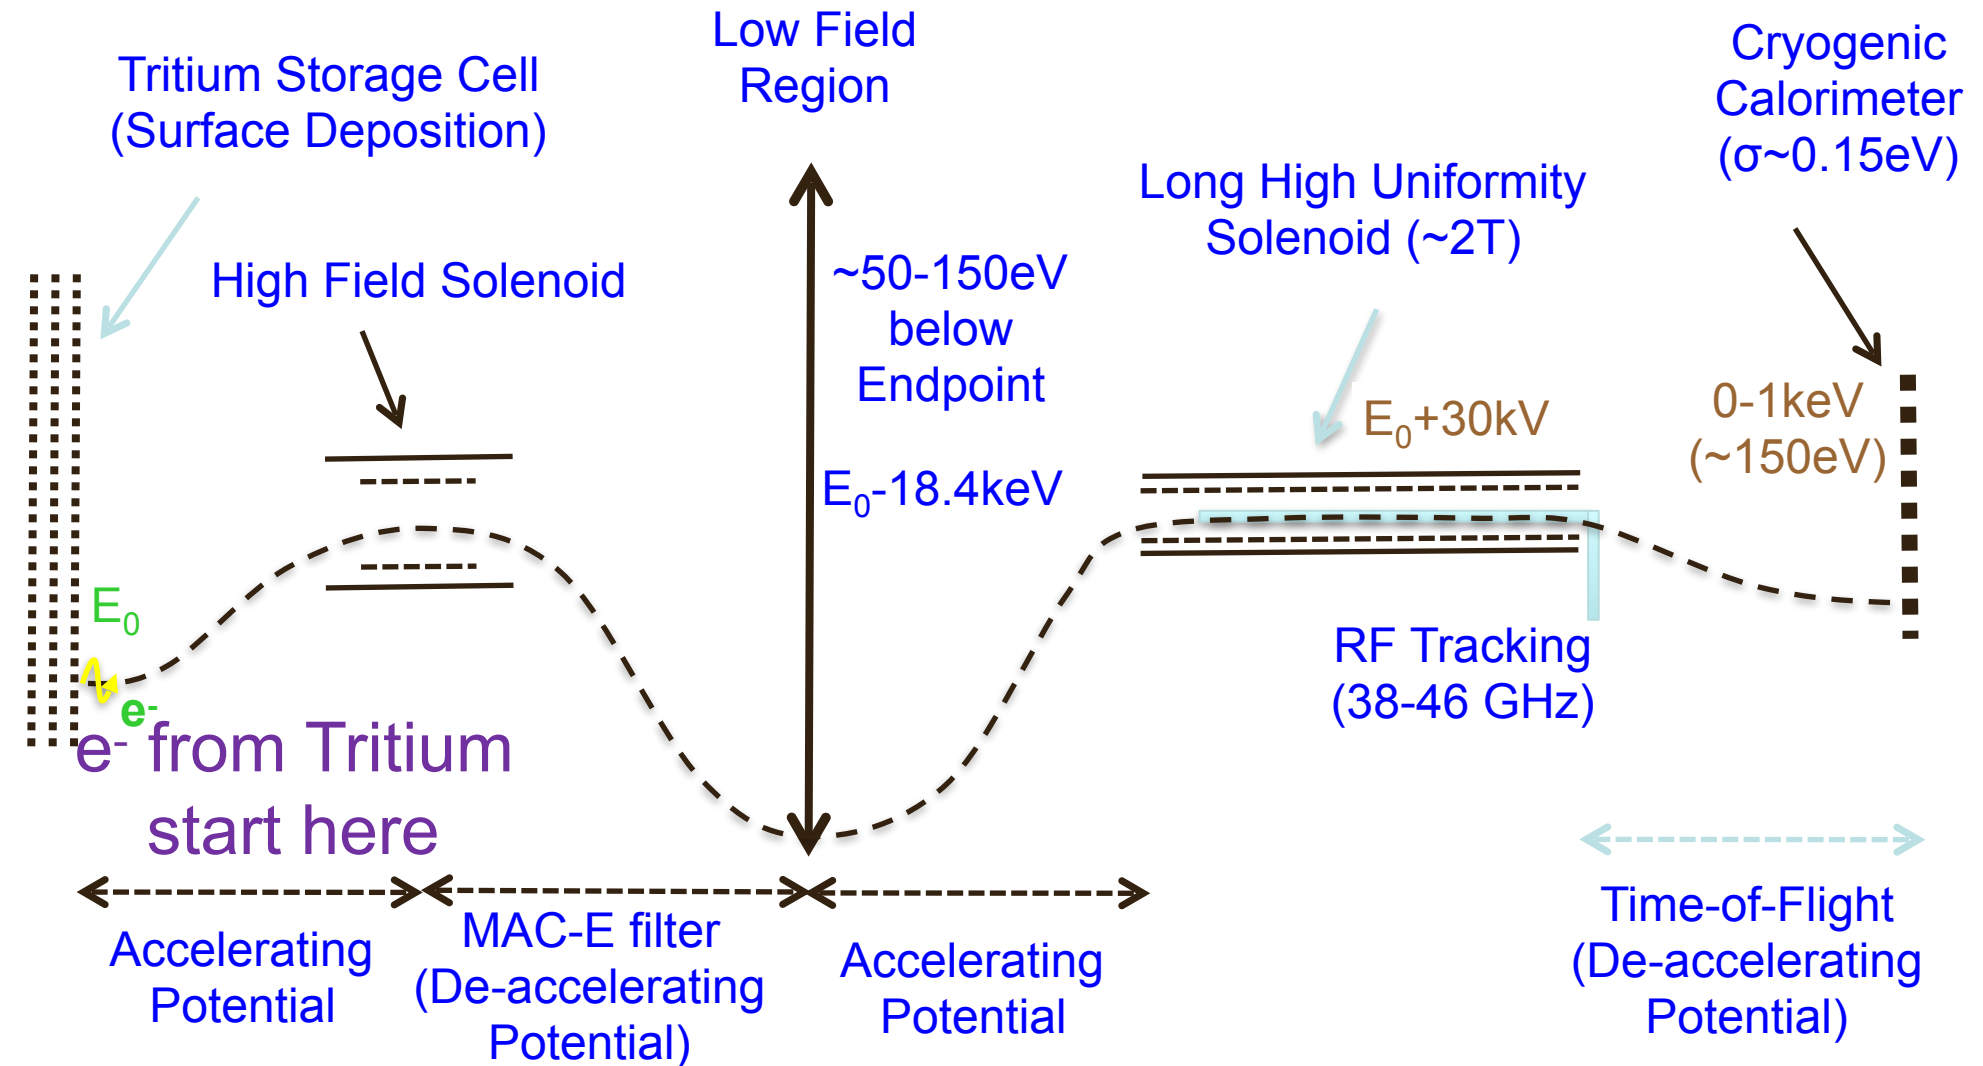 Tritium Storage Cell
(Surface Deposition)
Low Field
Region
Cryogenic
Calorimeter
(σ~0.15eV)
High Field Solenoid
Long High Uniformity
Solenoid (~2T)
~50-150eV
below
Endpoint
E₀-18.4keV
E₀+30kV
0-1keV
(~150eV)
E₀
e⁻
e⁻ from Tritium
start here
RF Tracking
(38-46 GHz)
Accelerating
Potential
MAC-E filter
(De-accelerating
Potential)
Accelerating
Potential
Time-of-Flight
(De-accelerating
Potential)